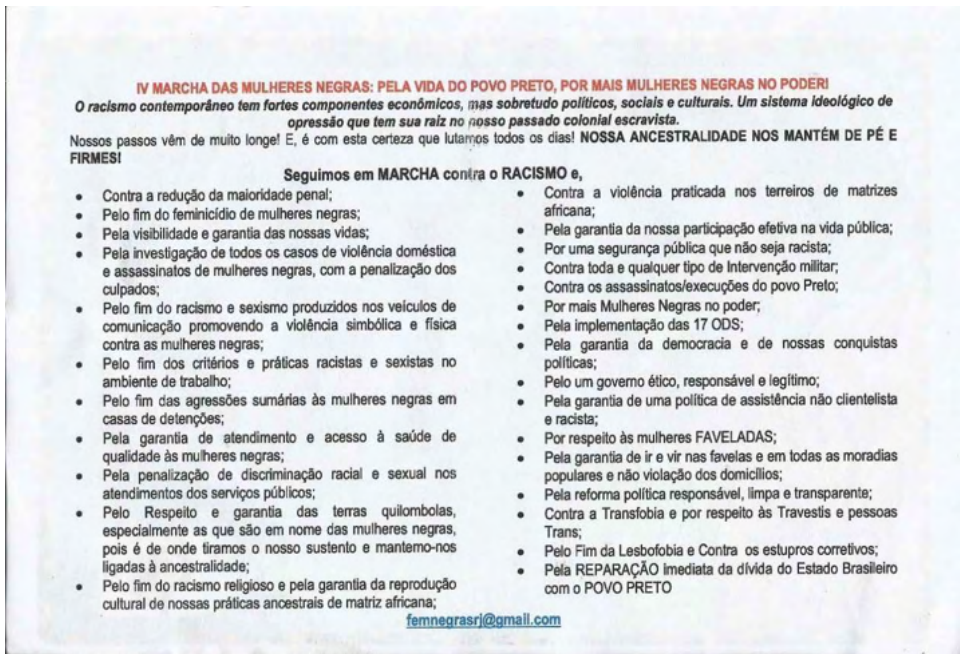 IV MARCHA DAS MULHERES NEGRAS: PELA VIDA DO POVO PRETO, POR MAIS MULHERES NEGRAS NO PODER!
O racismo contemporâneo tem fortes componentes econômicos, mas sobretudo políticos, sociais e culturais. Um sistema ideológico de
opressão que tem sua raiz no nosso passado colonial escravista.
Nossos passos vêm de muito longe! E, é com esta certeza que lutamos todos os dias! NOSSA ANCESTRALIDADE NOS MANTÉM DE PÉ E
FIRMES!
Seguimos em MARCHA contra o RACISMO e,
• Contra a redução da maioridade penal;
• Pelo fim do feminicídio de mulheres negras;
• Pela visibilidade e garantia das nossas vidas;
• Pela investigação de todos os casos de violência doméstica
e assassinatos de mulheres negras, com a penalização dos
culpados;
• Pelo fim do racismo e sexismo produzidos nos veículos de
comunicação promovendo a violência simbólica e física
contra as mulheres negras;
• Pelo fim dos critérios e práticas racistas e sexistas no
ambiente de trabalho;
• Pelo fim das agressões sumárias às mulheres negras em
casas de detenções;
• Pela garantia de atendimento e acesso à saúde de
qualidade às mulheres negras;
• Pela penalização de discriminação racial e sexual nos
atendimentos dos serviços públicos;
• Pelo Respeito e garantia das terras quilombolas,
especialmente as que são em nome das mulheres negras,
pois é de onde tiramos o nosso sustento e mantemo-nos
ligadas à ancestralidade;
• Pelo fim do racismo religioso e pela garantia da reprodução
cultural de nossas práticas ancestrais de matriz africana;
• Contra a violência praticada nos terreiros de matrizes
africana;
• Pela garantia da nossa participação efetiva na vida pública;
• Por uma segurança pública que não seja racista;
• Contra toda e qualquer tipo de Intervenção militar;
• Contra os assassinatos/execuções do povo Preto;
• Por mais Mulheres Negras no poder;
• Pela implementação das 17 ODS;
• Pela garantia da democracia e de nossas conquistas
políticas;
• Pelo um governo ético, responsável e legítimo;
• Pela garantia de uma política de assistência não clientelista
e racista;
• Por respeito às mulheres FAVELADAS;
• Pela garantia de ir e vir nas favelas e em todas as moradias
populares e não violação dos domicílios;
• Pela reforma política responsável, limpa e transparente;
• Contra a Transfobia e por respeito às Travestis e pessoas
Trans;
• Pelo Fim da Lesbofobia e Contra os estupros corretivos;
• Pela REPARAÇÃO imediata da dívida do Estado Brasileiro
com o POVO PRETO
femnegrasrj@gmail.com